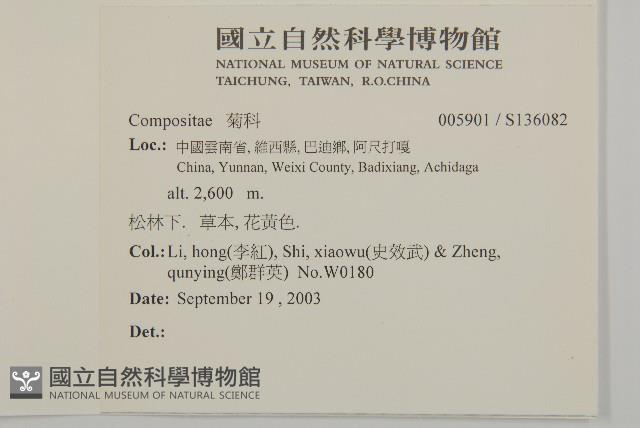 國立自然科學博物館
NATIONAL MUSEUM OF NATURAL SCIENCE
TAICHUNG, TAIWAN, R.O.CHINA
Compositae 菊科 005901 / S136082
Loc.: 中國雲南省, 維西縣, 巴迪鄉, 阿尺打嘎
China, Yunnan, Weixi County, Badixiang, Achidaga
alt. 2,600 m.
松林下. 草本, 花黃色.
Col.: Li, hong(李紅), Shi, xiaowu(史效武) & Zheng,
qunying(鄭群英) No.W0180
Date: September 19 , 2003
Det.:
國立自然科學博物館
NATIONAL MUSEUM OF NATURAL SCIENCE